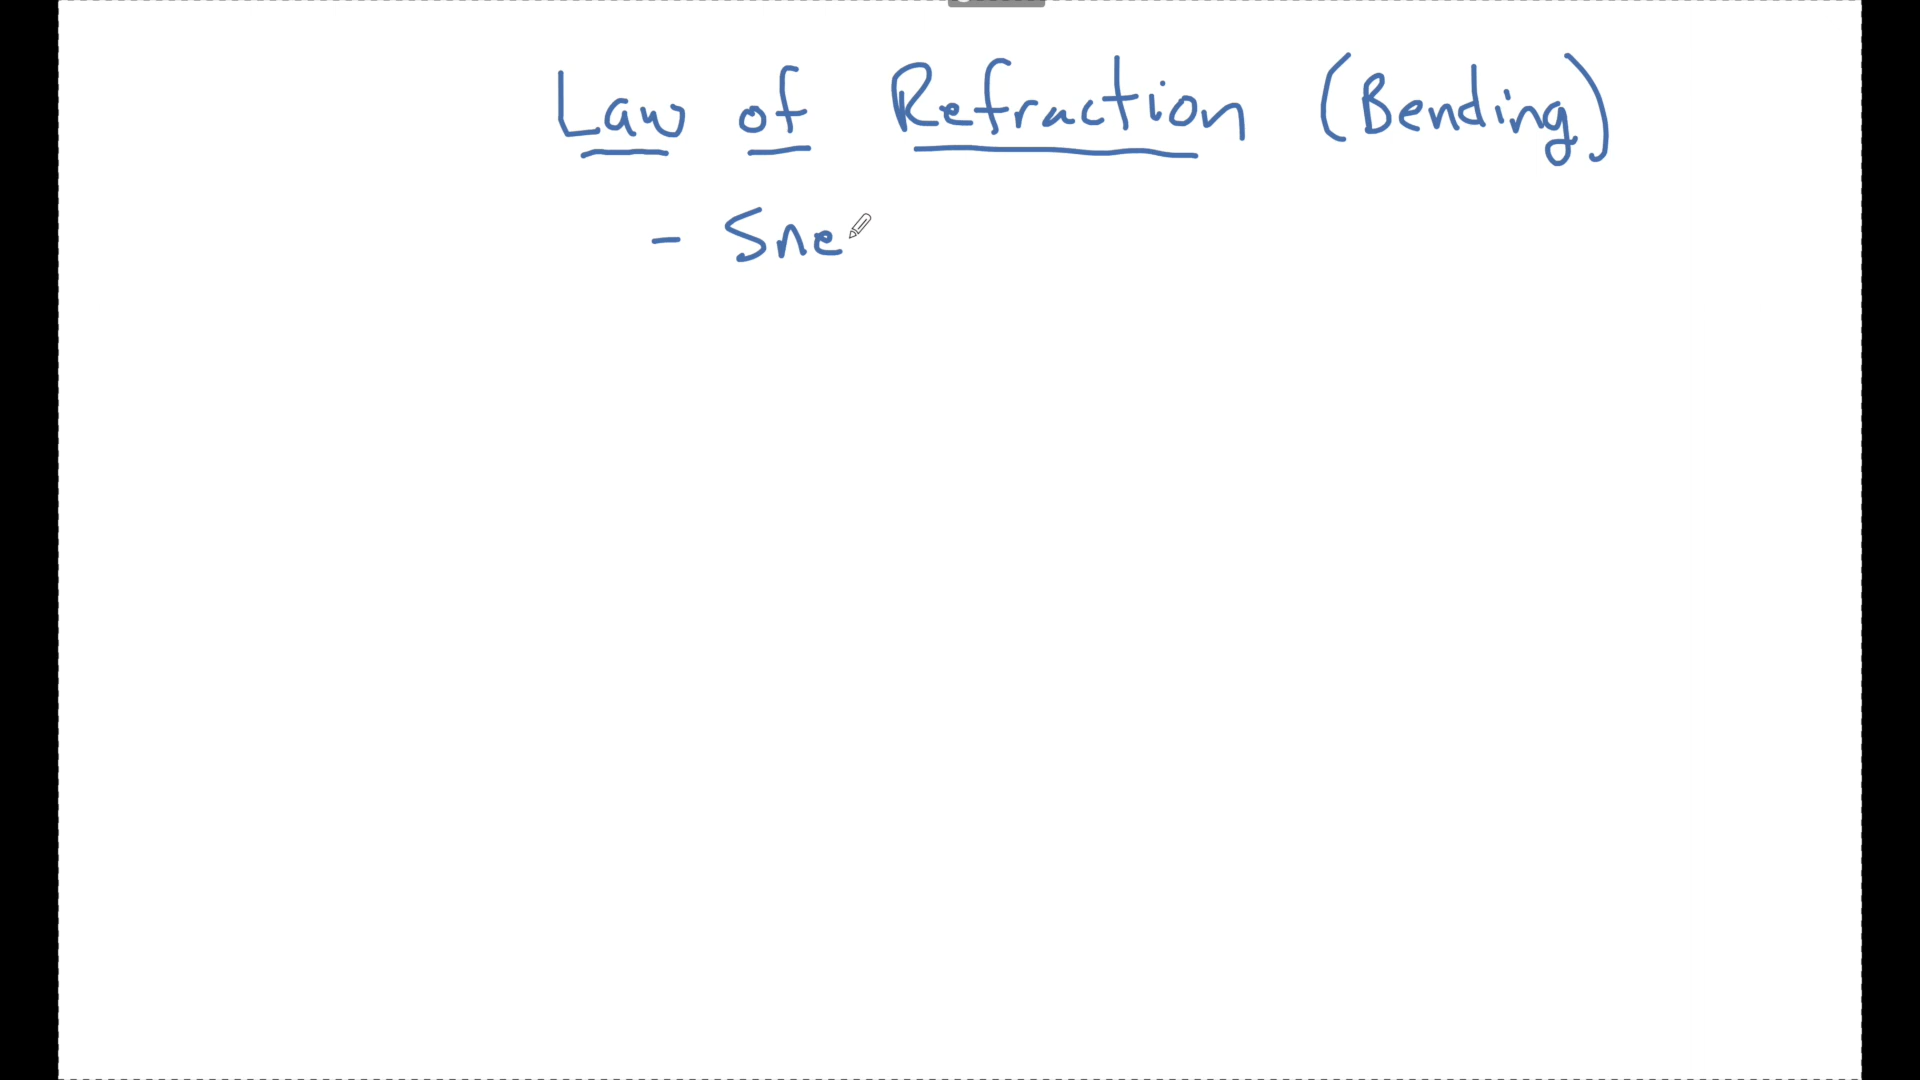 Law of Refraction (Bending)
- Sne